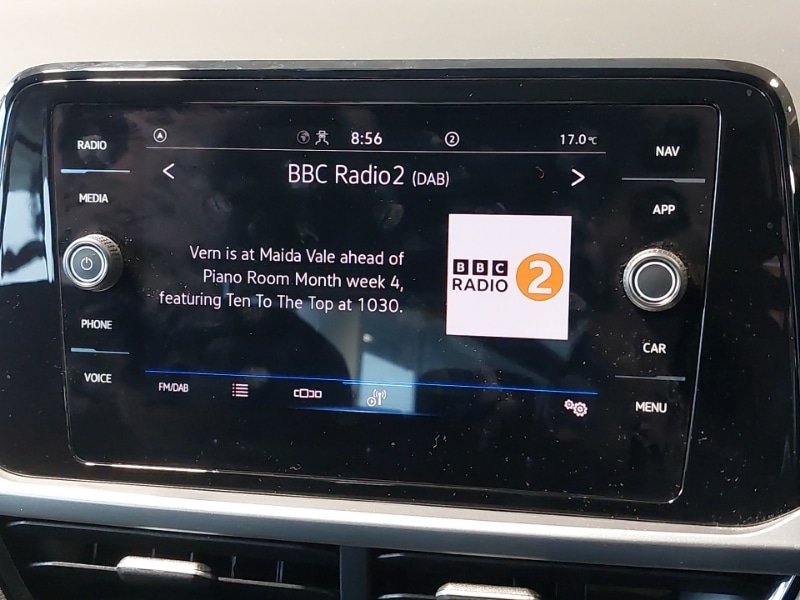 RADIO
MEDIA
PHONE
VOICE
8:56
2
17.0°C
BBC Radio2 (DAB)
Vern is at Maida Vale ahead of
Piano Room Month week 4,
featuring Ten To The Top at 1030.
BBC
RADIO 2
FM/DAB
NAV
APP
CAR
MENU